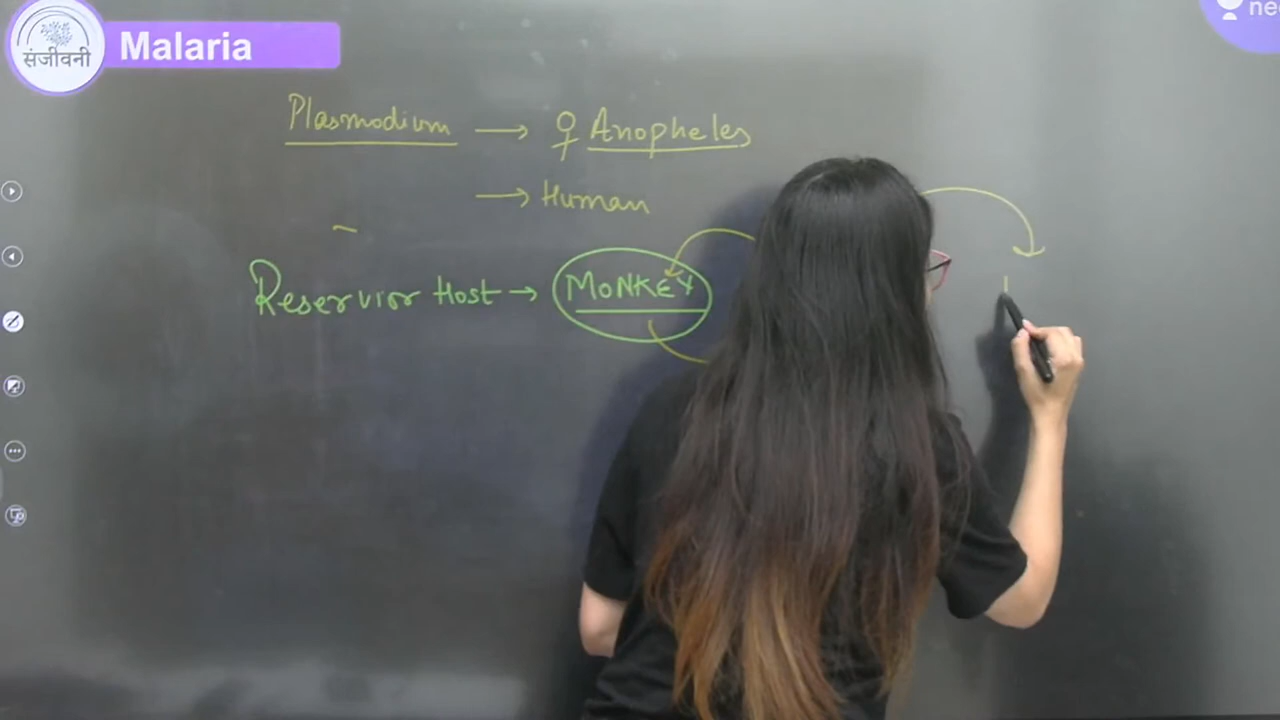 संजीवनी
Malaria
Plasmodium → ♀ Anopheles
→ Human
Reservior Host → MONKEY